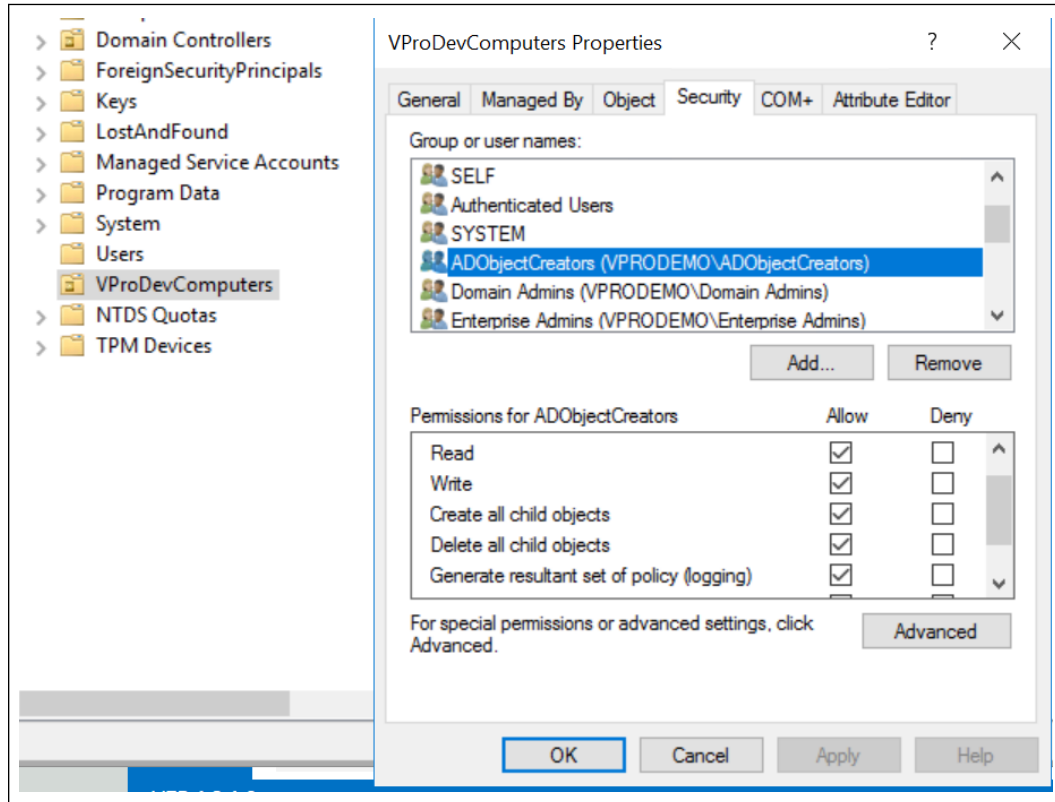 Domain Controllers
ForeignSecurityPrincipals
Keys
LostAndFound
Managed Service Accounts
Program Data
System
Users
VProDevComputers
NTDS Quotas
TPM Devices
VProDevComputers Properties
?
General Managed By Object Security COM+ Attribute Editor
Group or user names:
SELF
Authenticated Users
SYSTEM
ADObjectCreators (VPRODEMO\ADObjectCreators)
Domain Admins (VPRODEMO\Domain Admins)
Enterprise Admins (VPRODEMO\Enterprise Admins)
Add... Remove
Permissions for ADObjectCreators Allow Deny
Read
Write
Create all child objects
Delete all child objects
Generate resultant set of policy (logging)
For special permissions or advanced settings, click
Advanced.
Advanced
OK Cancel Apply Help